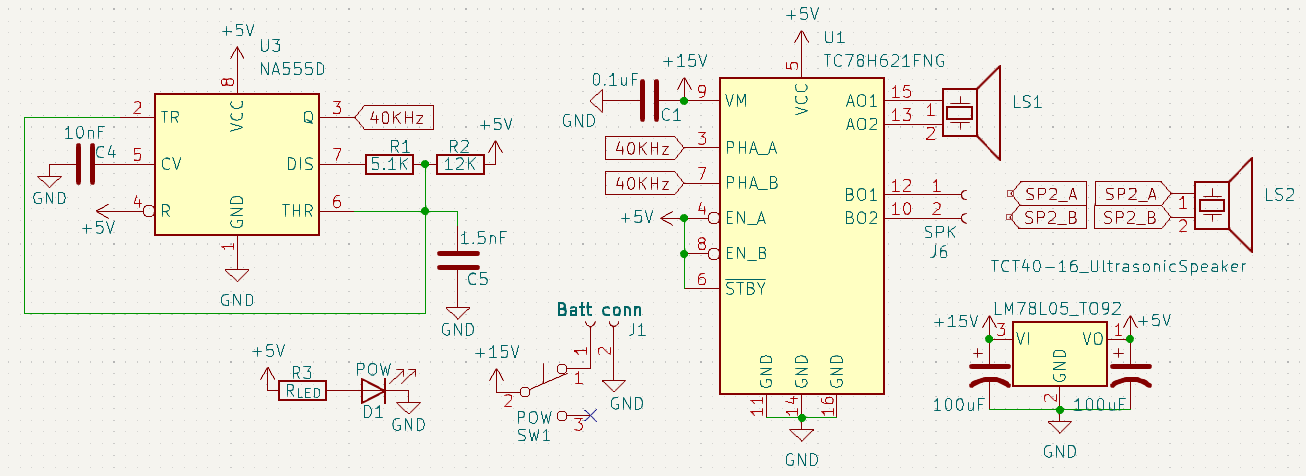 +5V
U3
NA555D
8
VCC
2
TR
Q
3
40KHz
10nF
C4
5
CV
DIS
7
R1
5.1K
R2
12K
+5V
GND
4
R
THR
6
+5V
GND
1
GND
1.5nF
C5
GND
+5V
U1
TC78H621FNG
5
VCC
+15V
0.1uF
C1
GND
9
VM
40KHz
3
PHA_A
40KHz
7
PHA_B
+5V
4
EN_A
8
EN_B
6
STBY
AO1
15
AO2
13
1
2
LS1
BO1
12
1
BO2
10
2
SPK
J6
SP2_A
SP2_B
SP2_A
SP2_B
1
2
LS2
TCT40-16_UltrasonicSpeaker
GND
GND
GND
11
14
16
GND
+5V
R3
RLED
POW
D1
GND
Batt conn
J1
1
2
+15V
1
2
GND
POW
SW1
3
LM78L05_TO92
+15V
3
VI
VO
1
+5V
GND
+
+
100uF
2
100uF
GND